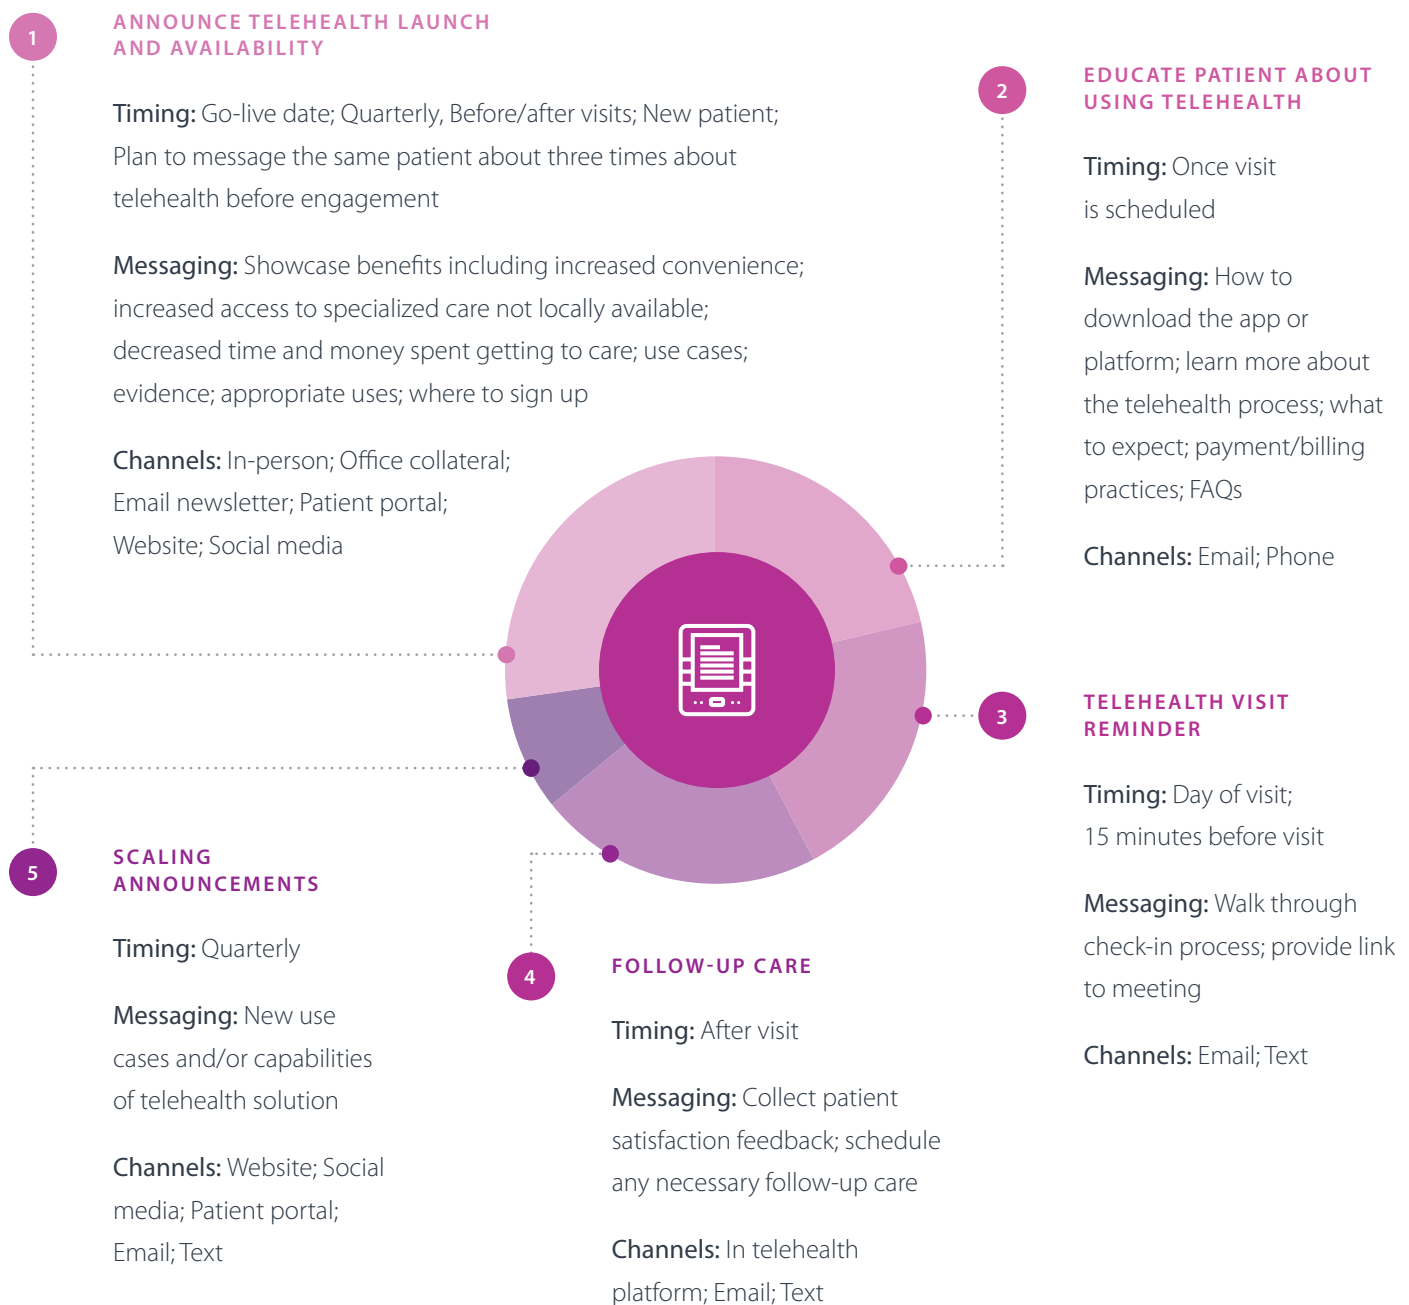 1
ANNOUNCE TELEHEALTH LAUNCH
AND AVAILABILITY
Timing: Go-live date; Quarterly, Before/after visits; New patient;
Plan to message the same patient about three times about
telehealth before engagement
Messaging: Showcase benefits including increased convenience;
increased access to specialized care not locally available;
decreased time and money spent getting to care; use cases;
evidence; appropriate uses; where to sign up
Channels: In-person; Office collateral;
Email newsletter; Patient portal;
Website; Social media
2
EDUCATE PATIENT ABOUT
USING TELEHEALTH
Timing: Once visit
is scheduled
Messaging: How to
download the app or
platform; learn more about
the telehealth process; what
to expect; payment/billing
practices; FAQs
Channels: Email; Phone
3
TELEHEALTH VISIT
REMINDER
Timing: Day of visit;
15 minutes before visit
Messaging: Walk through
check-in process; provide link
to meeting
Channels: Email; Text
4
FOLLOW-UP CARE
Timing: After visit
Messaging: Collect patient
satisfaction feedback; schedule
any necessary follow-up care
Channels: In telehealth
platform; Email; Text
5
SCALING
ANNOUNCEMENTS
Timing: Quarterly
Messaging: New use
cases and/or capabilities
of telehealth solution
Channels: Website; Social
media; Patient portal;
Email; Text